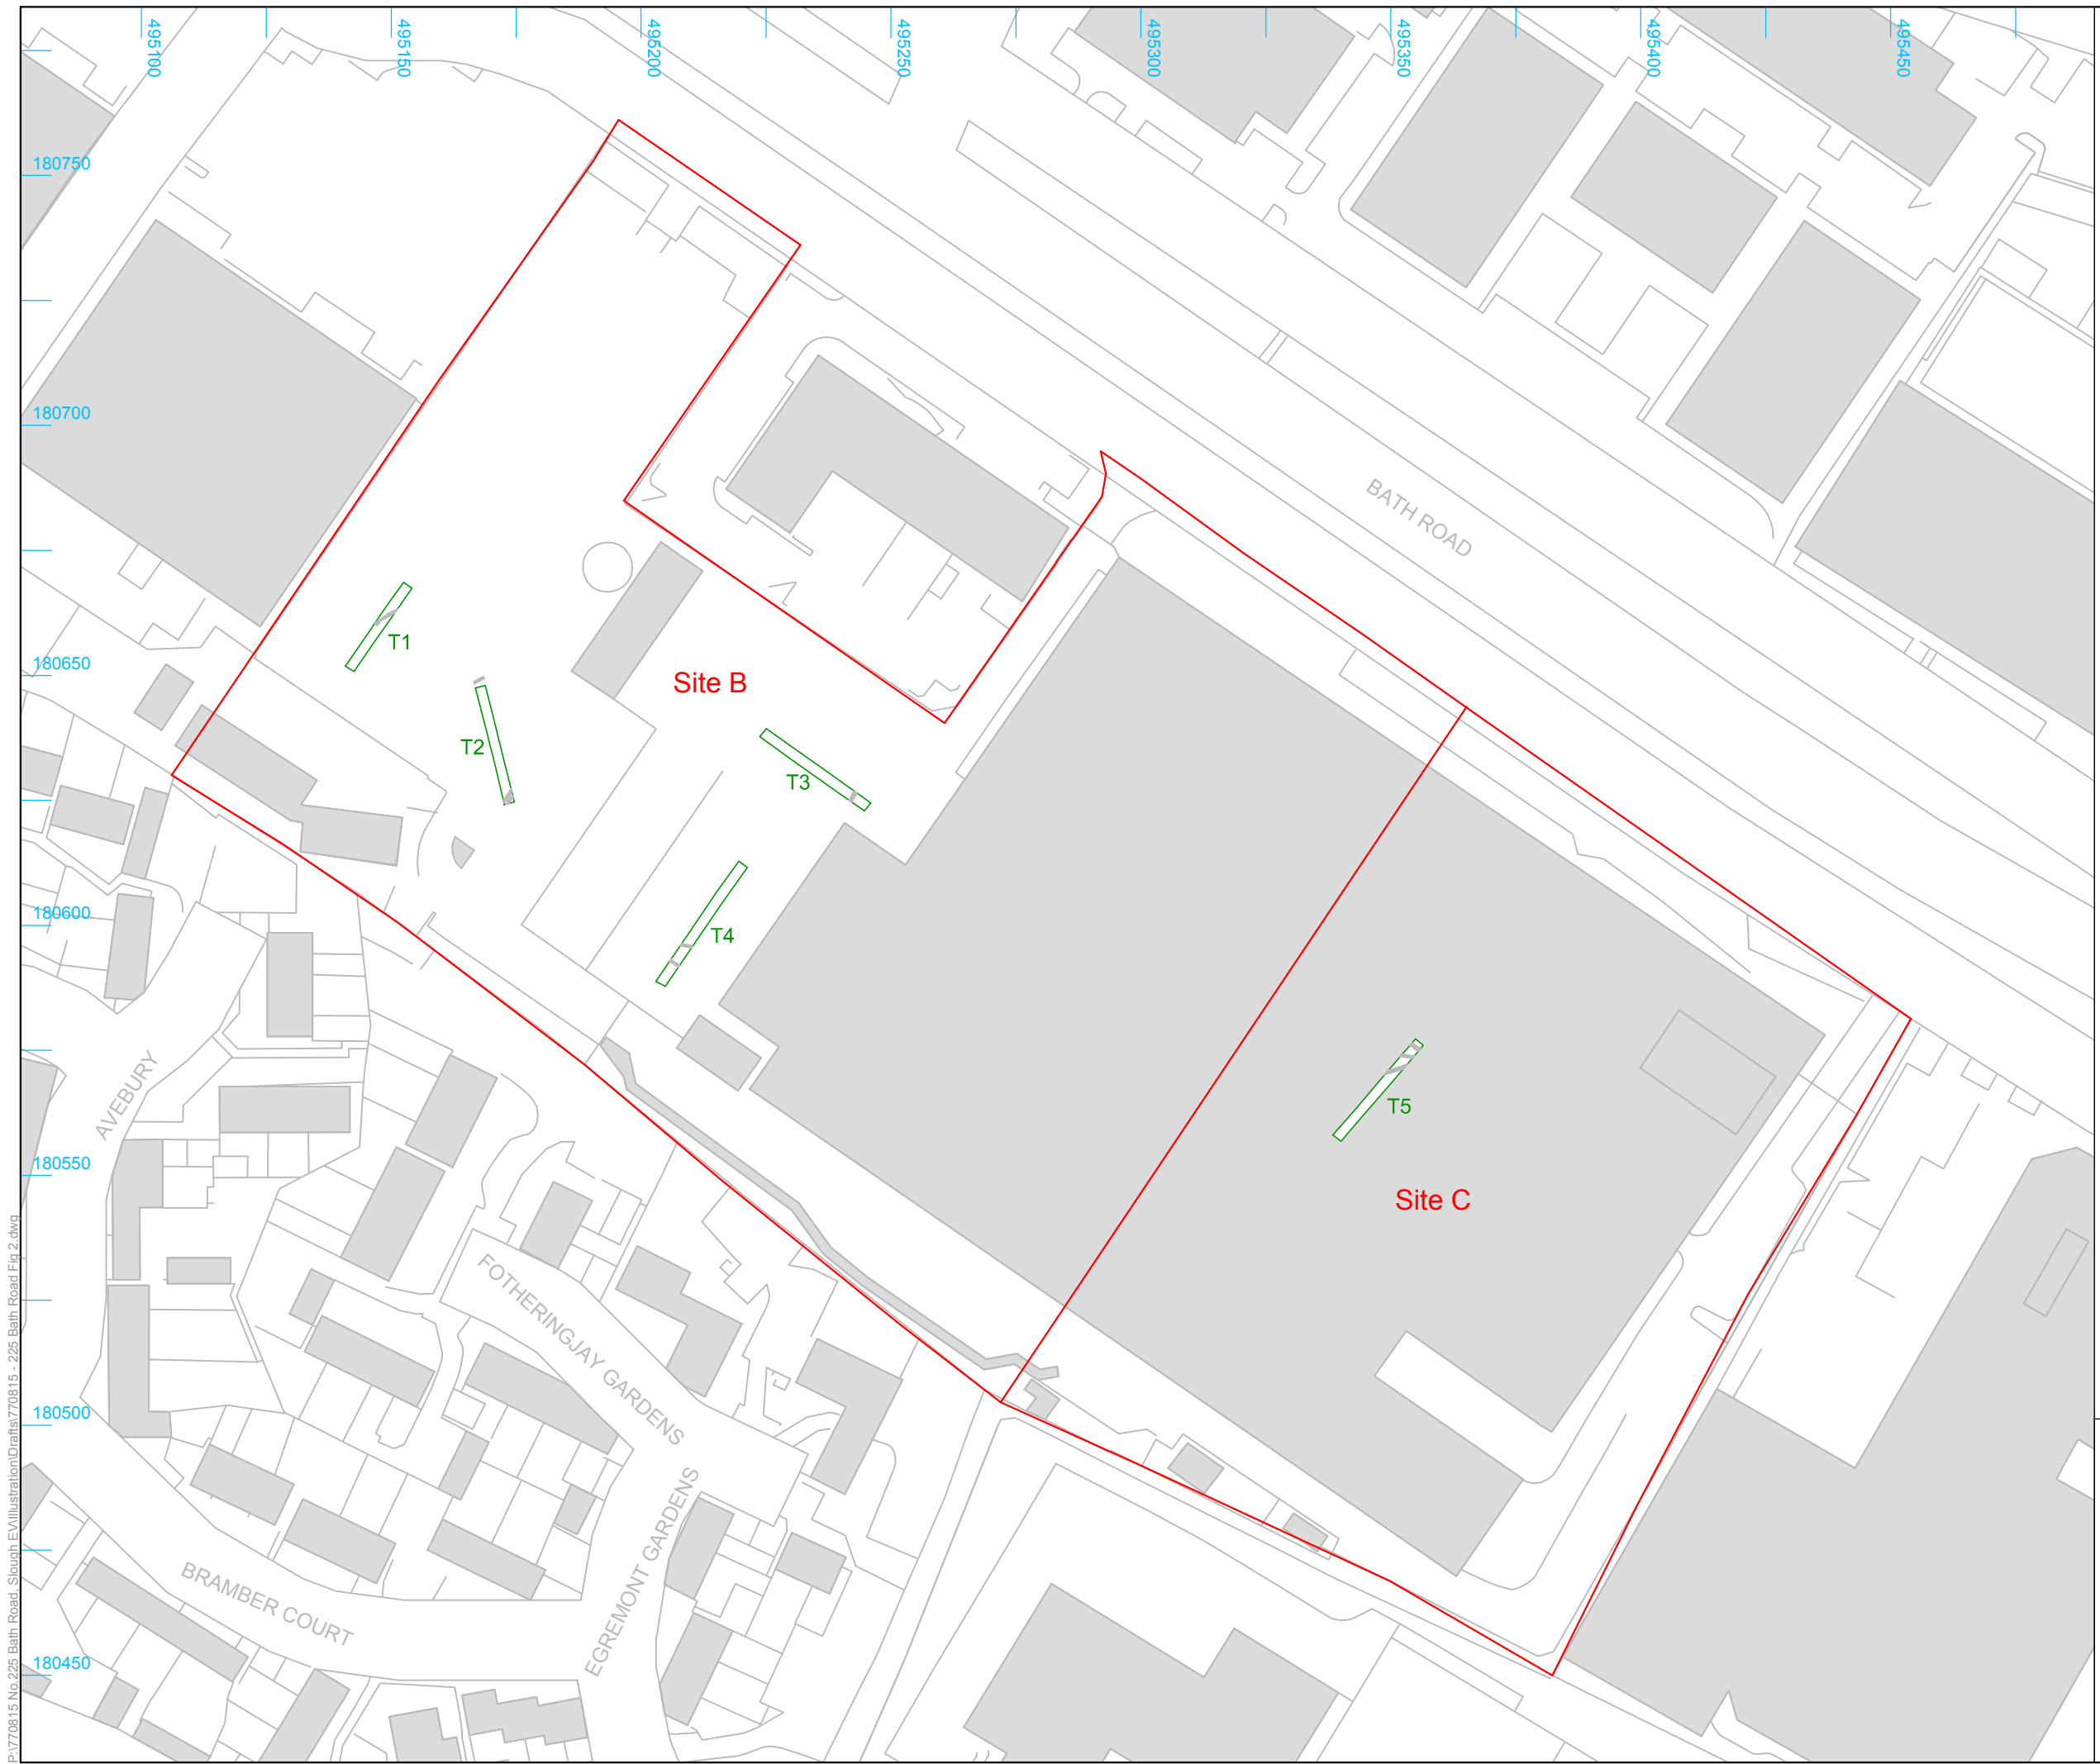 495100
495150
495200
495250
495300
495350
495400
495450
180750
180700
180650
180600
180550
180500
180450
BATH ROAD
T1
Site B
T2
T3
T4
T5
Site C
AVEBURY
FOTHERINGJAY GARDENS
EGREMONT GARDENS
BRAMBER COURT
P:\770815 No.225 Bath Road, Slough EV\Illustration\Drafts\770815 - 225 Bath Road Fig 2.dwg